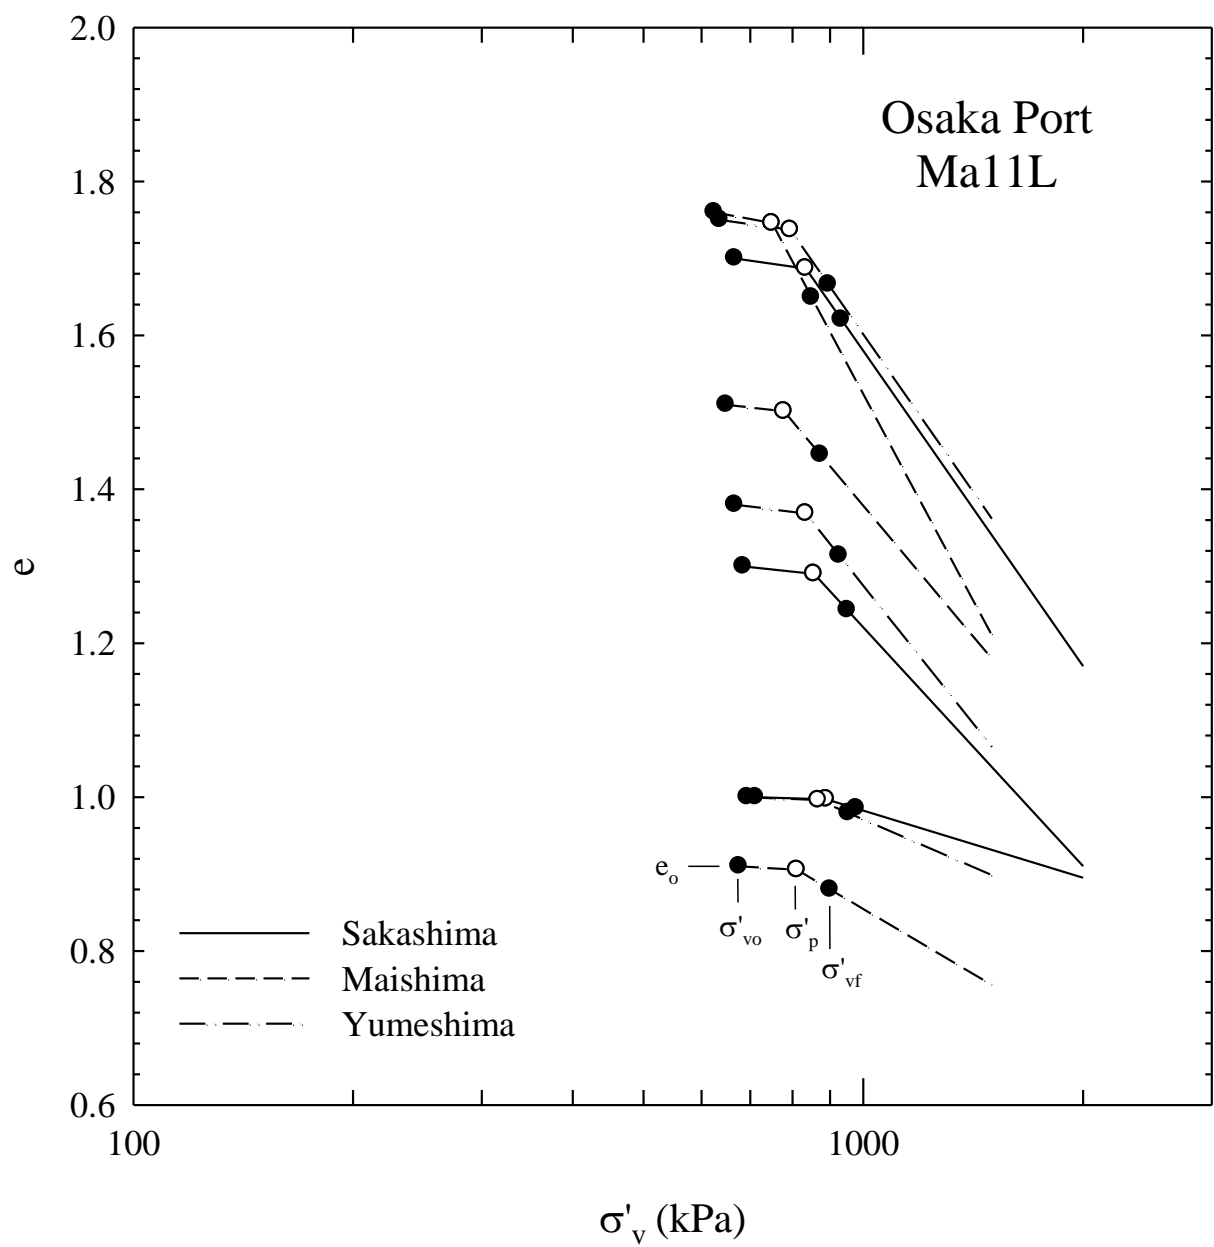 2.0
Osaka Port
Ma11L
1.8
1.6
1.4
e
1.2
1.0
eo
σ'vo
σ'p
σ'vf
Sakashima
0.8
Maishima
Yumeshima
0.6
100
1000
σ'v (kPa)